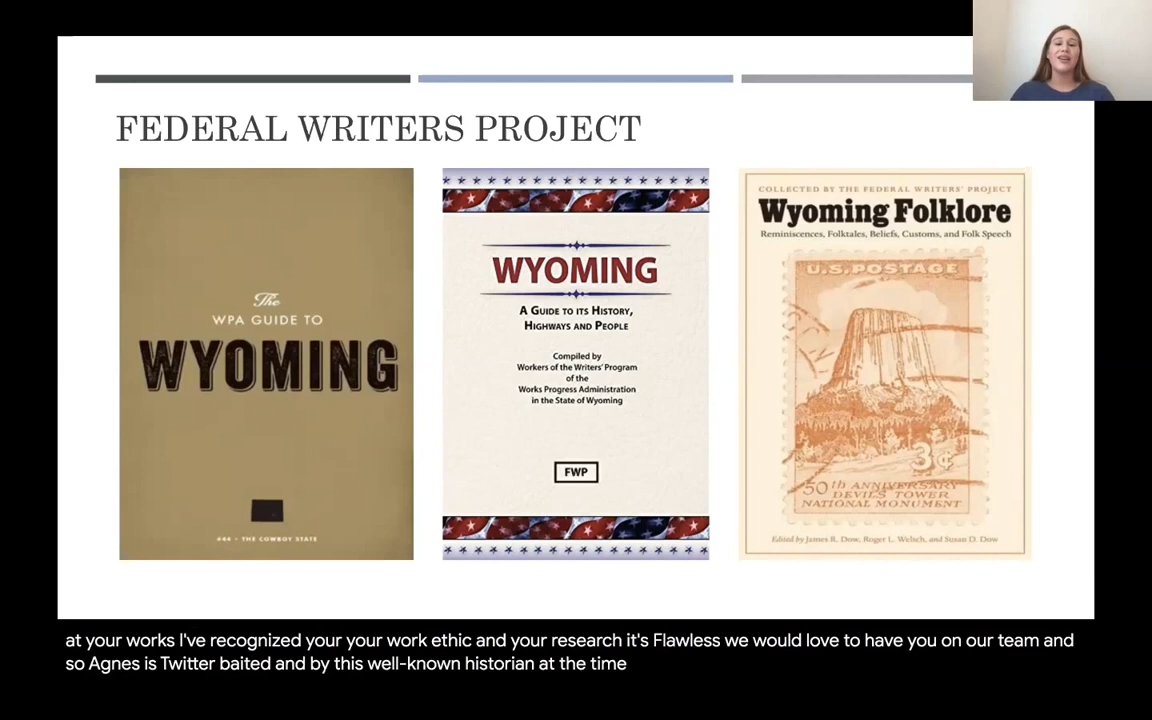 FEDERAL WRITERS PROJECT
The
WPA GUIDE TO
WYOMING
#44 - THE COWBOY STATE
WYOMING
A GUIDE TO ITS HISTORY,
HIGHWAYS AND PEOPLE
Compiled by
Workers of the Writers' Program
of the
Works Progress Administration
in the State of Wyoming
FWP
COLLECTED BY THE FEDERAL WRITERS' PROJECT
Wyoming Folklore
Reminiscences, Folktales, Beliefs, Customs, and Folk Speech
U.S. POSTAGE
3¢
50th ANNIVERSARY
DEVILS TOWER
NATIONAL MONUMENT
Edited by James R. Dow, Roger L. Welsch, and Susan D. Dow
at your works I've recognized your your work ethic and your research it's Flawless we would love to have you on our team and
so Agnes is Twitter baited and by this well-known historian at the time